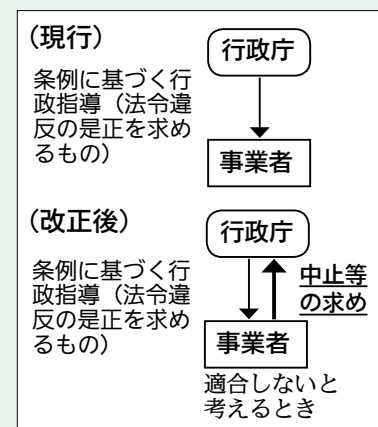 （現行）
条例に基づく行
政指導（法令違
反の是正を求め
るもの）
行政庁
事業者
（改正後）
条例に基づく行
政指導（法令違
反の是正を求め
るもの）
行政庁
中止等
の求め
事業者
適合しないと
考えるとき